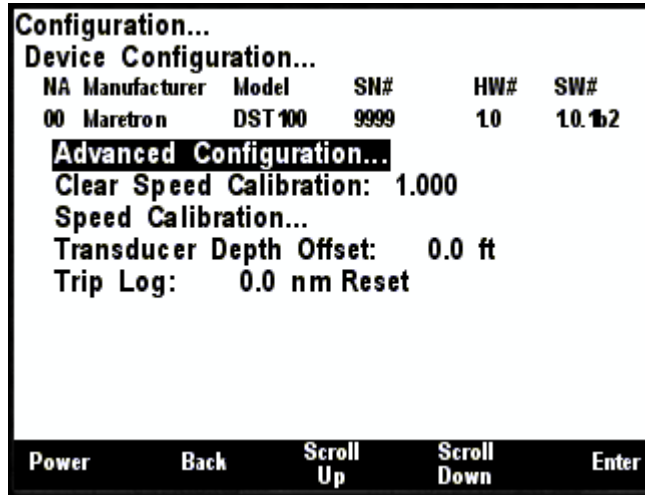 Configuration...
Device Configuration...
NA Manufacturer Model SN# HW# SW#
00 Maretron DST100 9999 1.0 1.0.1b2
Advanced Configuration...
Clear Speed Calibration: 1.000
Speed Calibration...
Transducer Depth Offset: 0.0 ft
Trip Log: 0.0 nm Reset
Power Back Scroll Up Scroll Down Enter